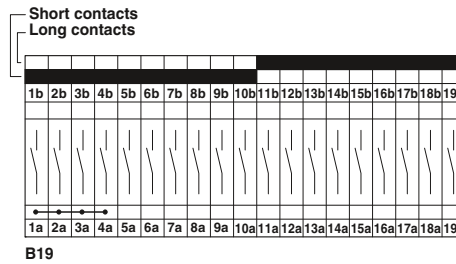 Short contacts
Long contacts
1b 2b 3b 4b 5b 6b 7b 8b 9b 10b 11b 12b 13b 14b 15b 16b 17b 18b 19
1a 2a 3a 4a 5a 6a 7a 8a 9a 10a 11a 12a 13a 14a 15a 16a 17a 18a 19
B19